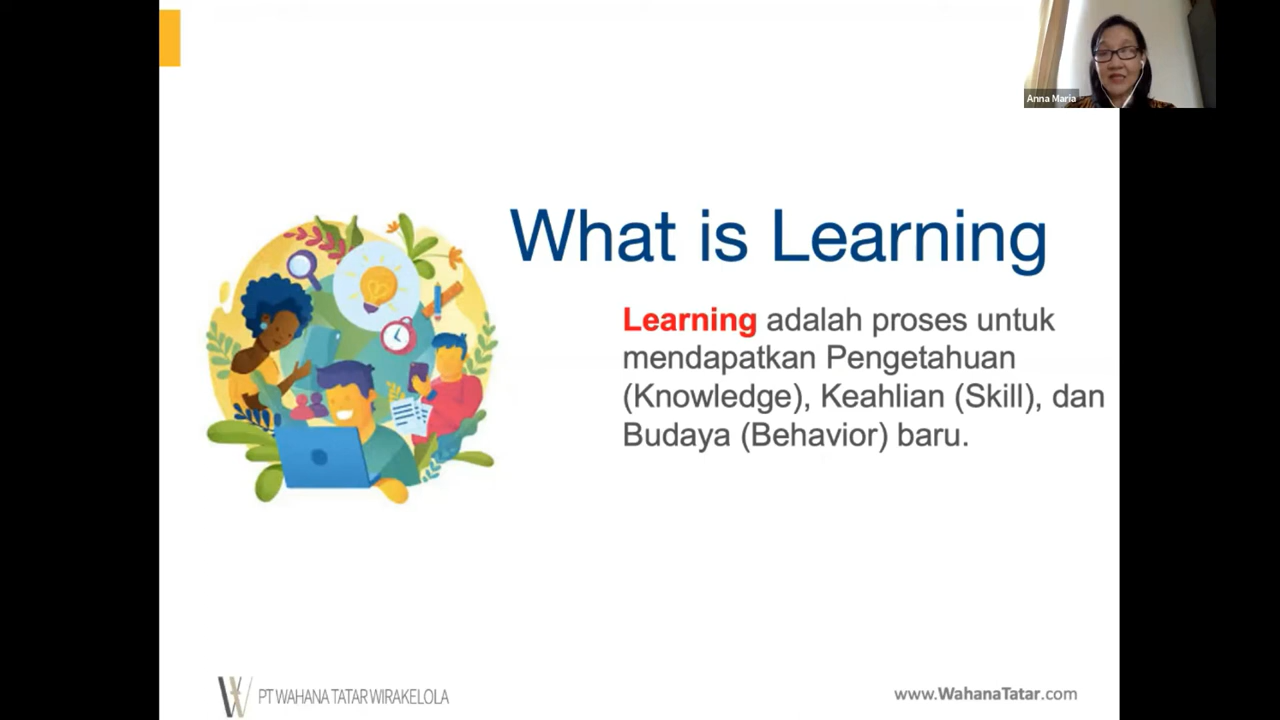 Anna Maria
What is Learning
Learning adalah proses untuk
mendapatkan Pengetahuan
(Knowledge), Keahlian (Skill), dan
Budaya (Behavior) baru.
PT WAHANA TATAR WIRAKELOLA
www.WahanaTatar.com